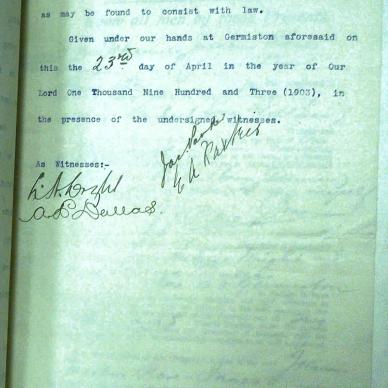 as may be found to consist with law.
Given under our hands at Germiston aforesaid on
this the 23rd day of April in the year of Our
Lord One Thousand Nine Hundred and Three (1903), in
the presence of the undersigned witnesses.
As Witnesses:-
A. P. Dallas.